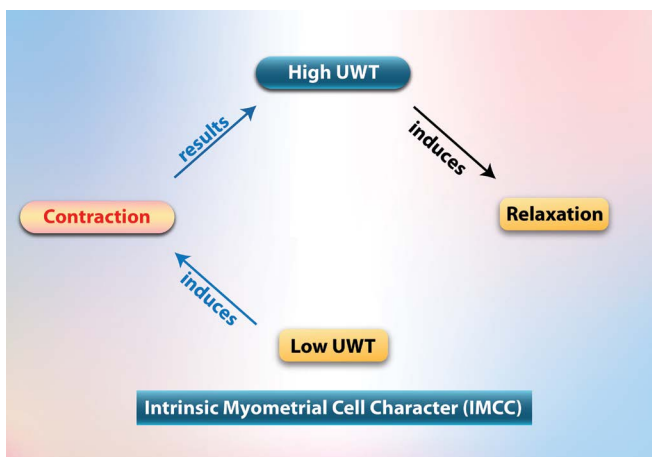 High UWT
results
induces
Contraction
Relaxation
induces
Low UWT
Intrinsic Myometrial Cell Character (IMCC)